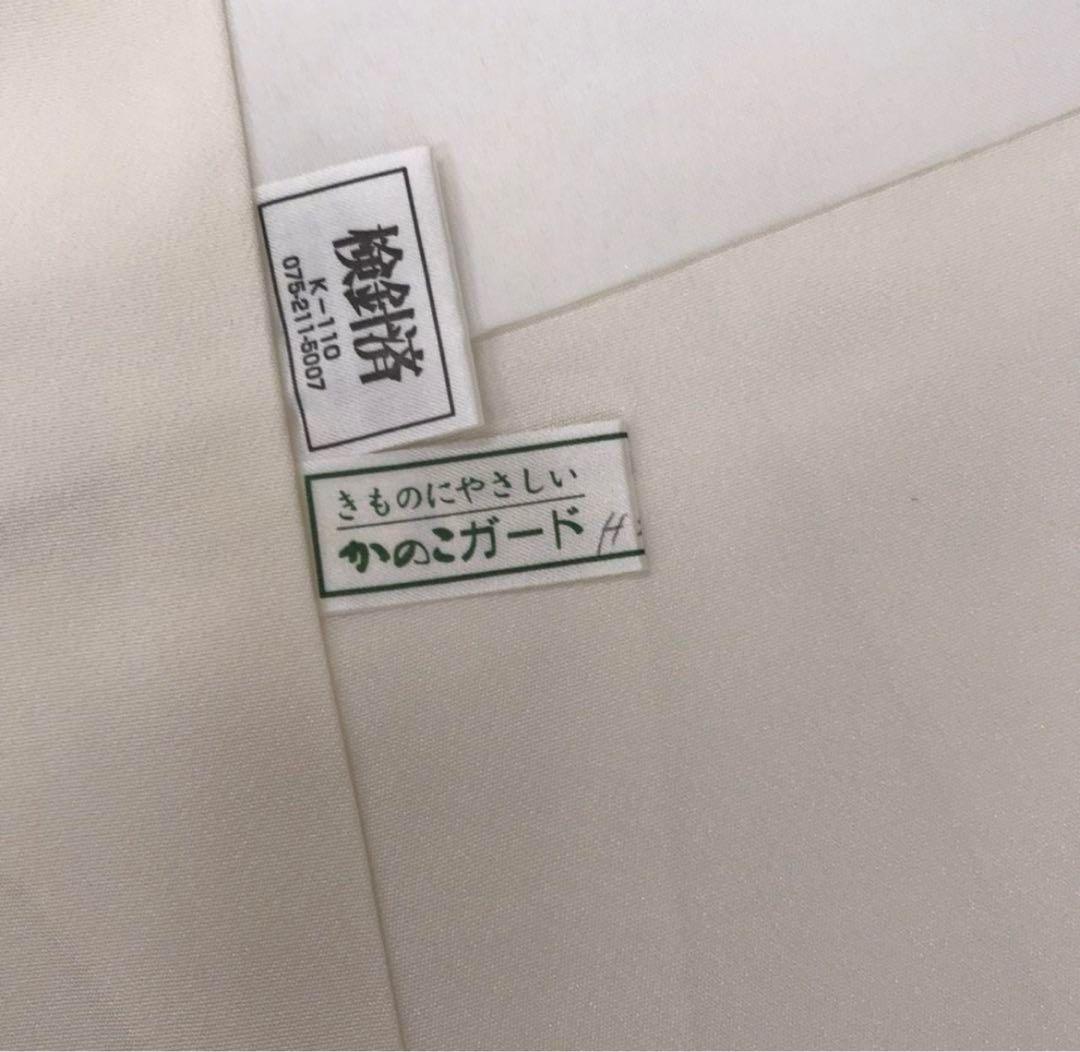 検針済
K-110
075-211-5007
きものにやさしい
かのこガード H